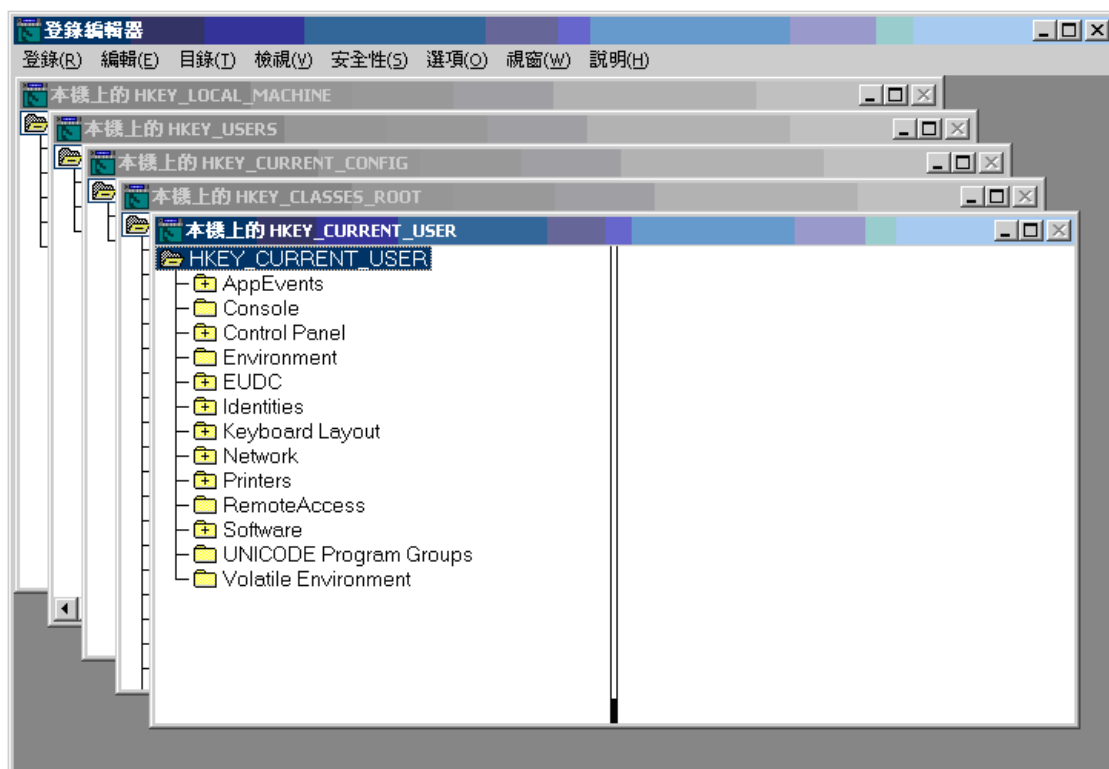 登錄編輯器
登錄(R) 編輯(E) 目錄(T) 檢視(V) 安全性(S) 選項(O) 視窗(W) 說明(H)
本機上的 HKEY_LOCAL_MACHINE
本機上的 HKEY_USERS
本機上的 HKEY_CURRENT_CONFIG
本機上的 HKEY_CLASSES_ROOT
本機上的 HKEY_CURRENT_USER
HKEY_CURRENT_USER
AppEvents
Console
Control Panel
Environment
EUDC
Identities
Keyboard Layout
Network
Printers
RemoteAccess
Software
UNICODE Program Groups
Volatile Environment